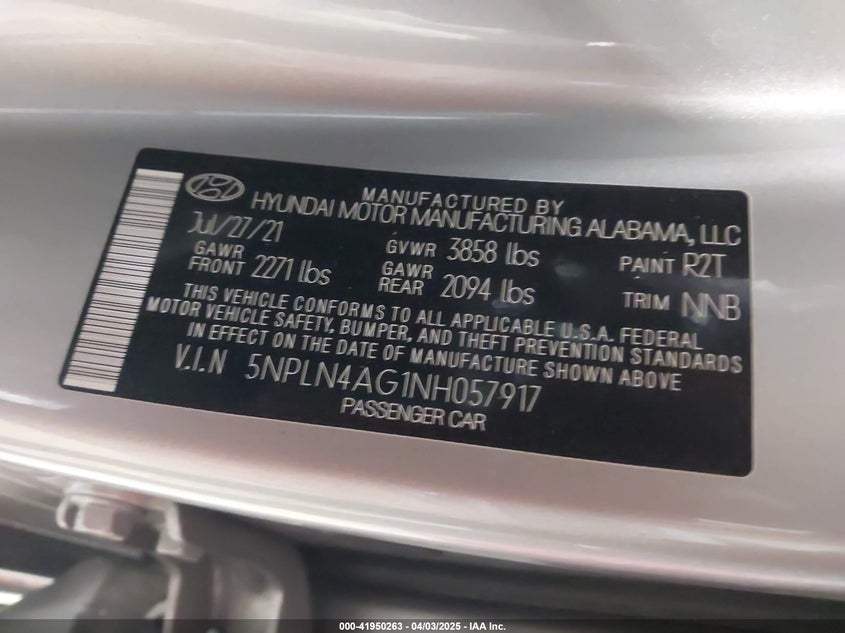 MANUFACTURED BY
HYUNDAI MOTOR MANUFACTURING ALABAMA, LLC
Jul/27/21 GVWR 3858 lbs PAINT R2T
GAWR FRONT 2271 lbs GAWR REAR 2094 lbs TRIM NNB
THIS VEHICLE CONFORMS TO ALL APPLICABLE U.S.A. FEDERAL
MOTOR VEHICLE SAFETY, BUMPER, AND THEFT PREVENTION STANDARDS
IN EFFECT ON THE DATE OF MANUFACTURE SHOWN ABOVE
V.I.N 5NPLN4AG1NH057917
PASSENGER CAR
000-41950263 - 04/03/2025 - IAA Inc.